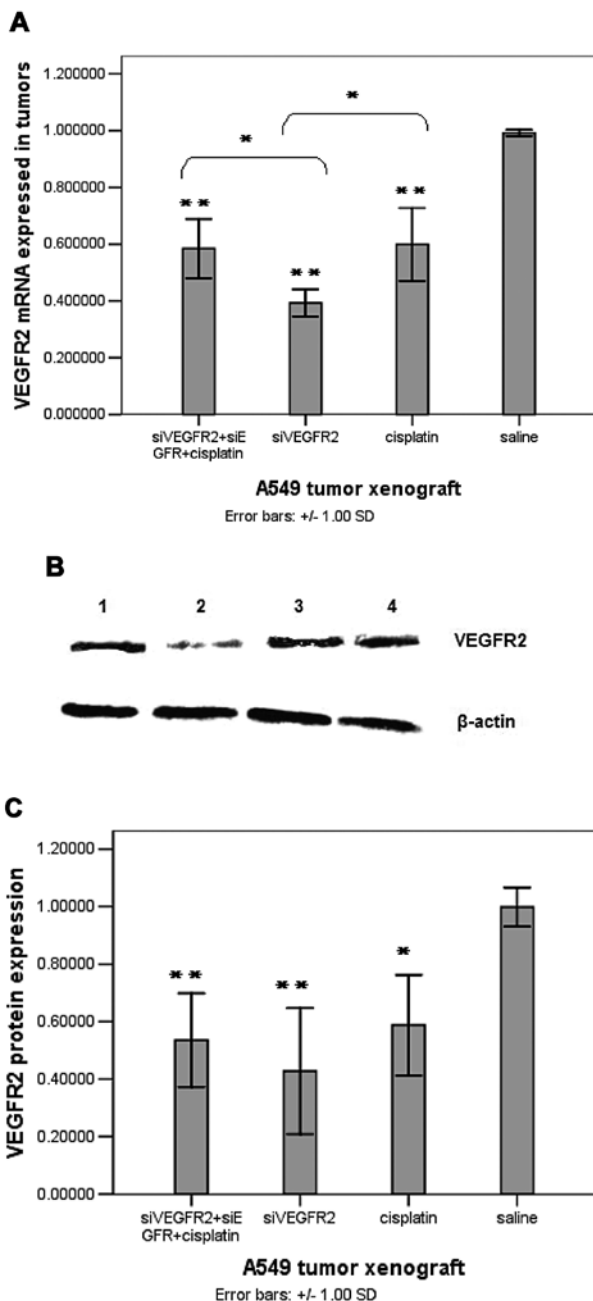 A
VEGFR2 mRNA expressed in tumors
1.200000
1.000000
0.800000
0.600000
0.400000
0.200000
0.000000
*
*
**
**
**
siVEGFR2+siE
GFR+cisplatin
siVEGFR2
cisplatin
saline
A549 tumor xenograft
Error bars: +/- 1.00 SD
B
1 2 3 4
VEGFR2
β-actin
C
VEGFR2 protein expression
1.20000
1.00000
0.80000
0.60000
0.40000
0.20000
0.00000
**
**
*
siVEGFR2+siE
GFR+cisplatin
siVEGFR2
cisplatin
saline
A549 tumor xenograft
Error bars: +/- 1.00 SD